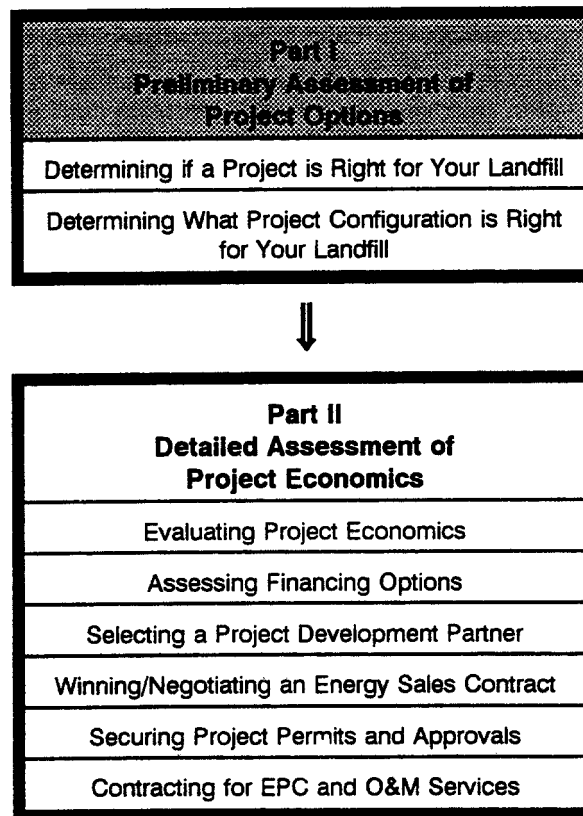 Part I
Preliminary Assessment of
Project Options
Determining if a Project is Right for Your Landfill
Determining What Project Configuration is Right
for Your Landfill
Part II
Detailed Assessment of
Project Economics
Evaluating Project Economics
Assessing Financing Options
Selecting a Project Development Partner
Winning/Negotiating an Energy Sales Contract
Securing Project Permits and Approvals
Contracting for EPC and O&M Services